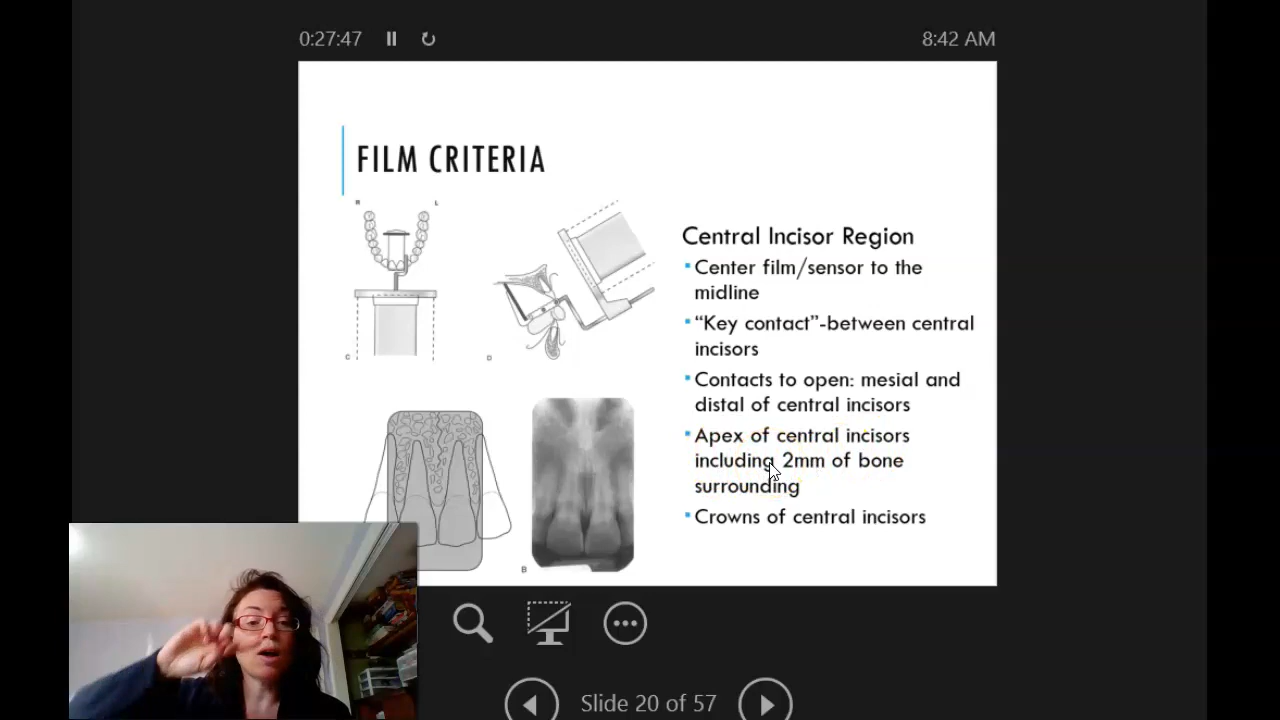 0:27:47
8:42 AM
FILM CRITERIA
R L
C
D
B
Central Incisor Region
Center film/sensor to the
midline
“Key contact”-between central
incisors
Contacts to open: mesial and
distal of central incisors
Apex of central incisors
including 2mm of bone
surrounding
Crowns of central incisors
Slide 20 of 57